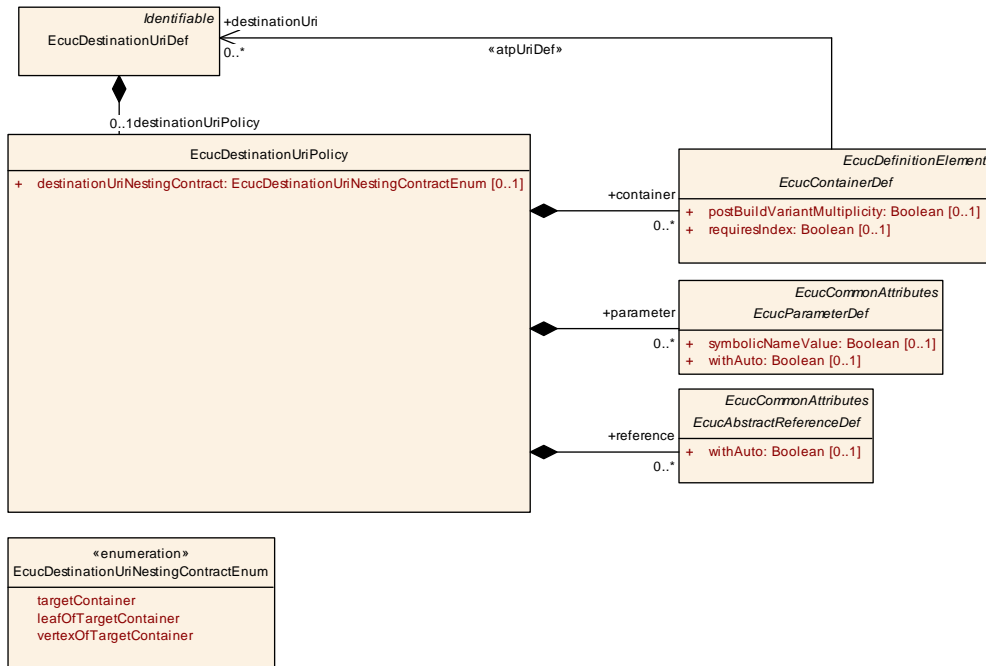 Identifiable
EcucDestinationUriDef
+destinationUri
0..*
«atpUriDef»
0..1
destinationUriPolicy
EcucDestinationUriPolicy
+ destinationUriNestingContract: EcucDestinationUriNestingContractEnum [0..1]
+container
0..*
EcucDefinitionElement
EcucContainerDef
+ postBuildVariantMultiplicity: Boolean [0..1]
+ requiresIndex: Boolean [0..1]
+parameter
0..*
EcucCommonAttributes
EcucParameterDef
+ symbolicNameValue: Boolean [0..1]
+ withAuto: Boolean [0..1]
+reference
0..*
EcucCommonAttributes
EcucAbstractReferenceDef
+ withAuto: Boolean [0..1]
«enumeration»
EcucDestinationUriNestingContractEnum
targetContainer
leafOfTargetContainer
vertexOfTargetContainer